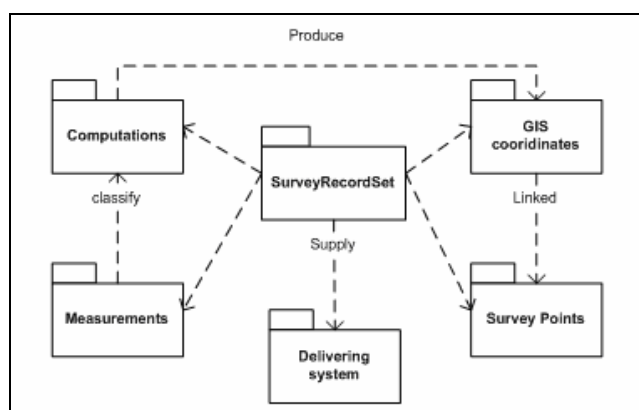 Produce
Computations
GIS
cooridinates
SurveyRecordSet
classify
Linked
Supply
Measurements
Survey Points
Delivering
system